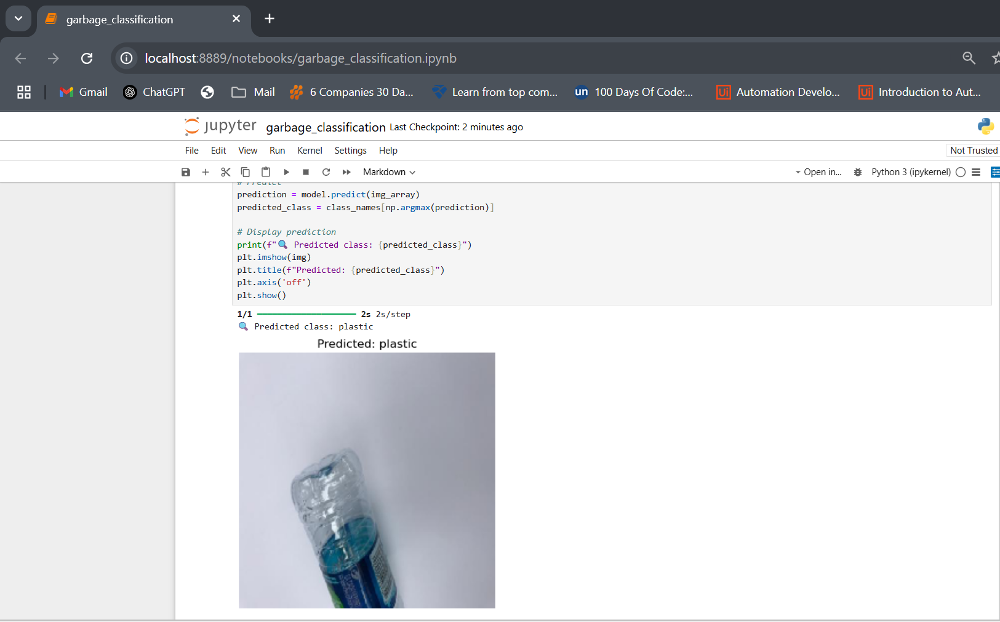 garbage_classification
localhost:8889/notebooks/garbage_classification.ipynb
Gmail ChatGPT Mail 6 Companies 30 Da... Learn from top com... un 100 Days Of Code:... Ui Automation Develo... Ui Introduction to Aut...
jupyter garbage_classification Last Checkpoint: 2 minutes ago
File Edit View Run Kernel Settings Help
Not Trusted
Markdown Open in... Python 3 (ipykernel)
# Predict
prediction = model.predict(img_array)
predicted_class = class_names[np.argmax(prediction)]
# Display prediction
print(f"🔍 Predicted class: {predicted_class}")
plt.imshow(img)
plt.title(f"Predicted: {predicted_class}")
plt.axis('off')
plt.show()
1/1 2s 2s/step
🔍 Predicted class: plastic
Predicted: plastic